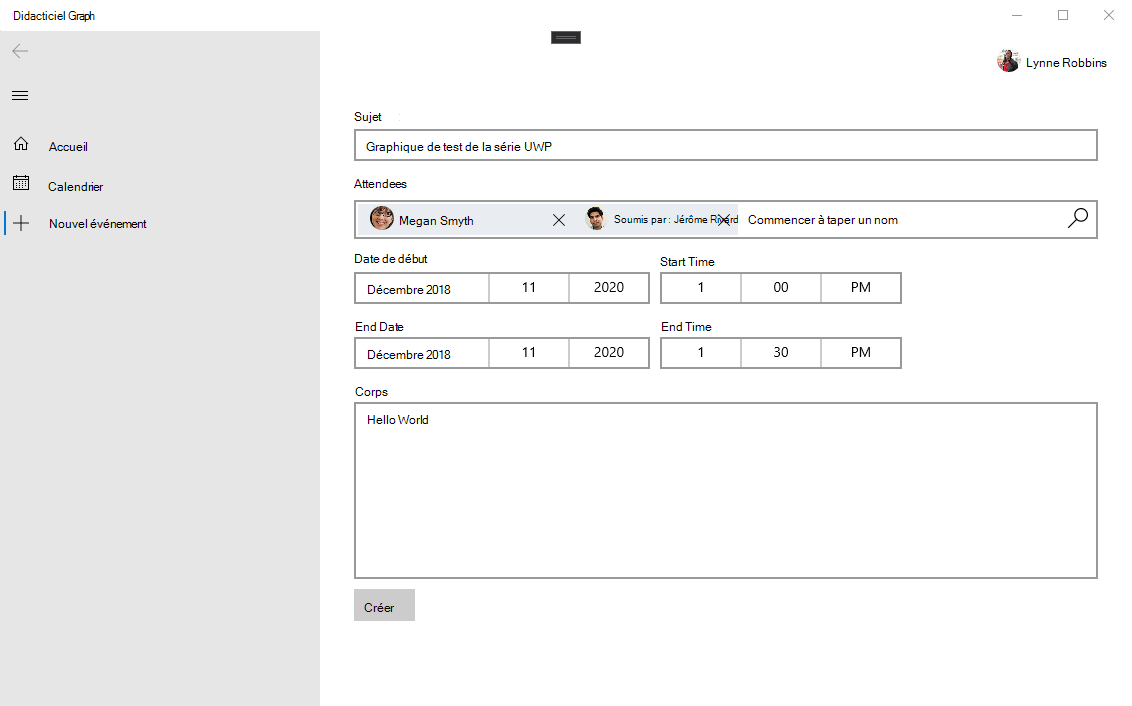 Didacticiel Graph
Lynne Robbins
Accueil
Calendrier
Nouvel événement
Sujet
Graphique de test de la série UWP
Attendees
Megan Smyth
Soumis par : Jérôme Rivard
Commencer à taper un nom
Date de début
Start Time
Décembre 2018 11 2020
1 00 PM
End Date
End Time
Décembre 2018 11 2020
1 30 PM
Corps
Hello World
Créer